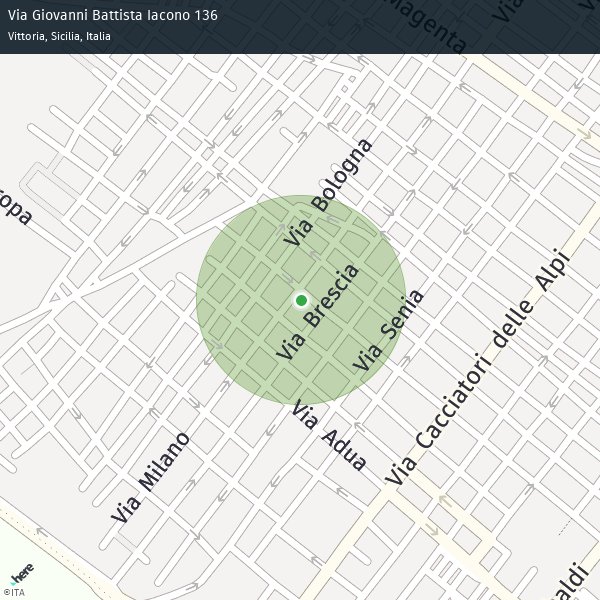 Via Giovanni Battista Iacono 136
Vittoria, Sicilia, Italia
Magenta
Via
Via Bologna
ropa
Via Brescia
Via Senia
Via Cacciatori delle Alpi
Via Adua
Via Milano
aldi
here
©ITA